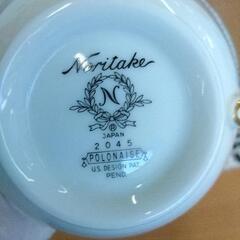 Noritake
N
®
JAPAN
2045
POLONAISE
U.S. DESIGN PAT.
PEND.